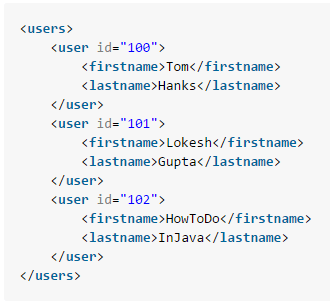 <users>
    <user id="100">
        <firstname>Tom</firstname>
        <lastname>Hanks</lastname>
    </user>
    <user id="101">
        <firstname>Lokesh</firstname>
        <lastname>Gupta</lastname>
    </user>
    <user id="102">
        <firstname>HowToDo</firstname>
        <lastname>InJava</lastname>
    </user>
</users>